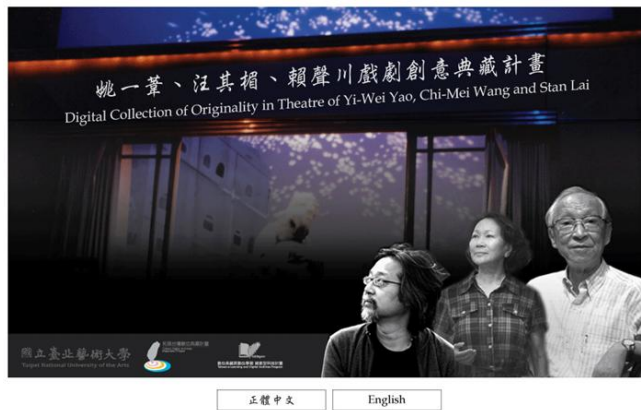 姚一葦、汪其楣、賴聲川戲劇創意典藏計畫
Digital Collection of Originality in Theatre of Yi-Wei Yao, Chi-Mei Wang and Stan Lai
國立臺北藝術大學
Taipei National University of the Arts
正體中文
English